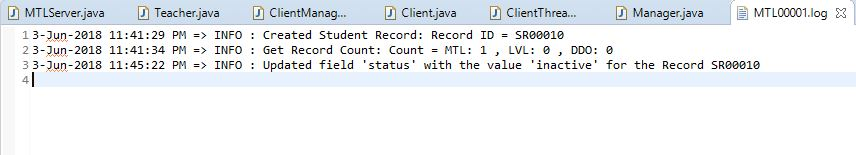 MTLServer.java Teacher.java ClientManag... Client.java ClientThrea... Manager.java MTL00001.log
1 3-Jun-2018 11:41:29 PM => INFO : Created Student Record: Record ID = SR00010
2 3-Jun-2018 11:41:34 PM => INFO : Get Record Count: Count = MTL: 1 , LVL: 0 , DDO: 0
3 3-Jun-2018 11:45:22 PM => INFO : Updated field 'status' with the value 'inactive' for the Record SR00010
4